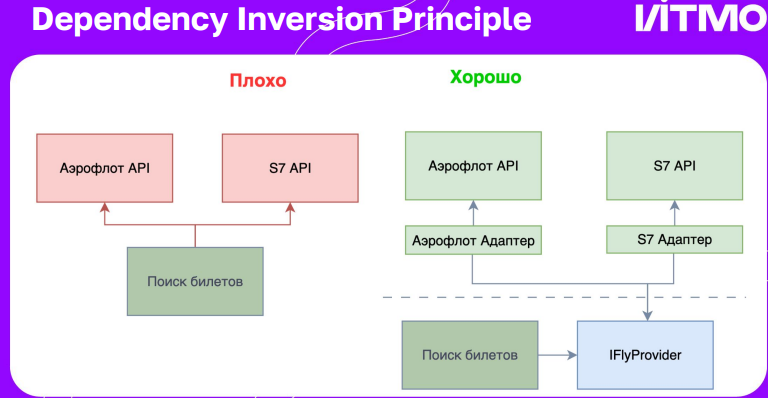 Dependency Inversion Principle
ИТМО
Плохо
Хорошо
Аэрофлот API
S7 API
Поиск билетов
Аэрофлот API
S7 API
Аэрофлот Адаптер
S7 Адаптер
Поиск билетов
IFlyProvider